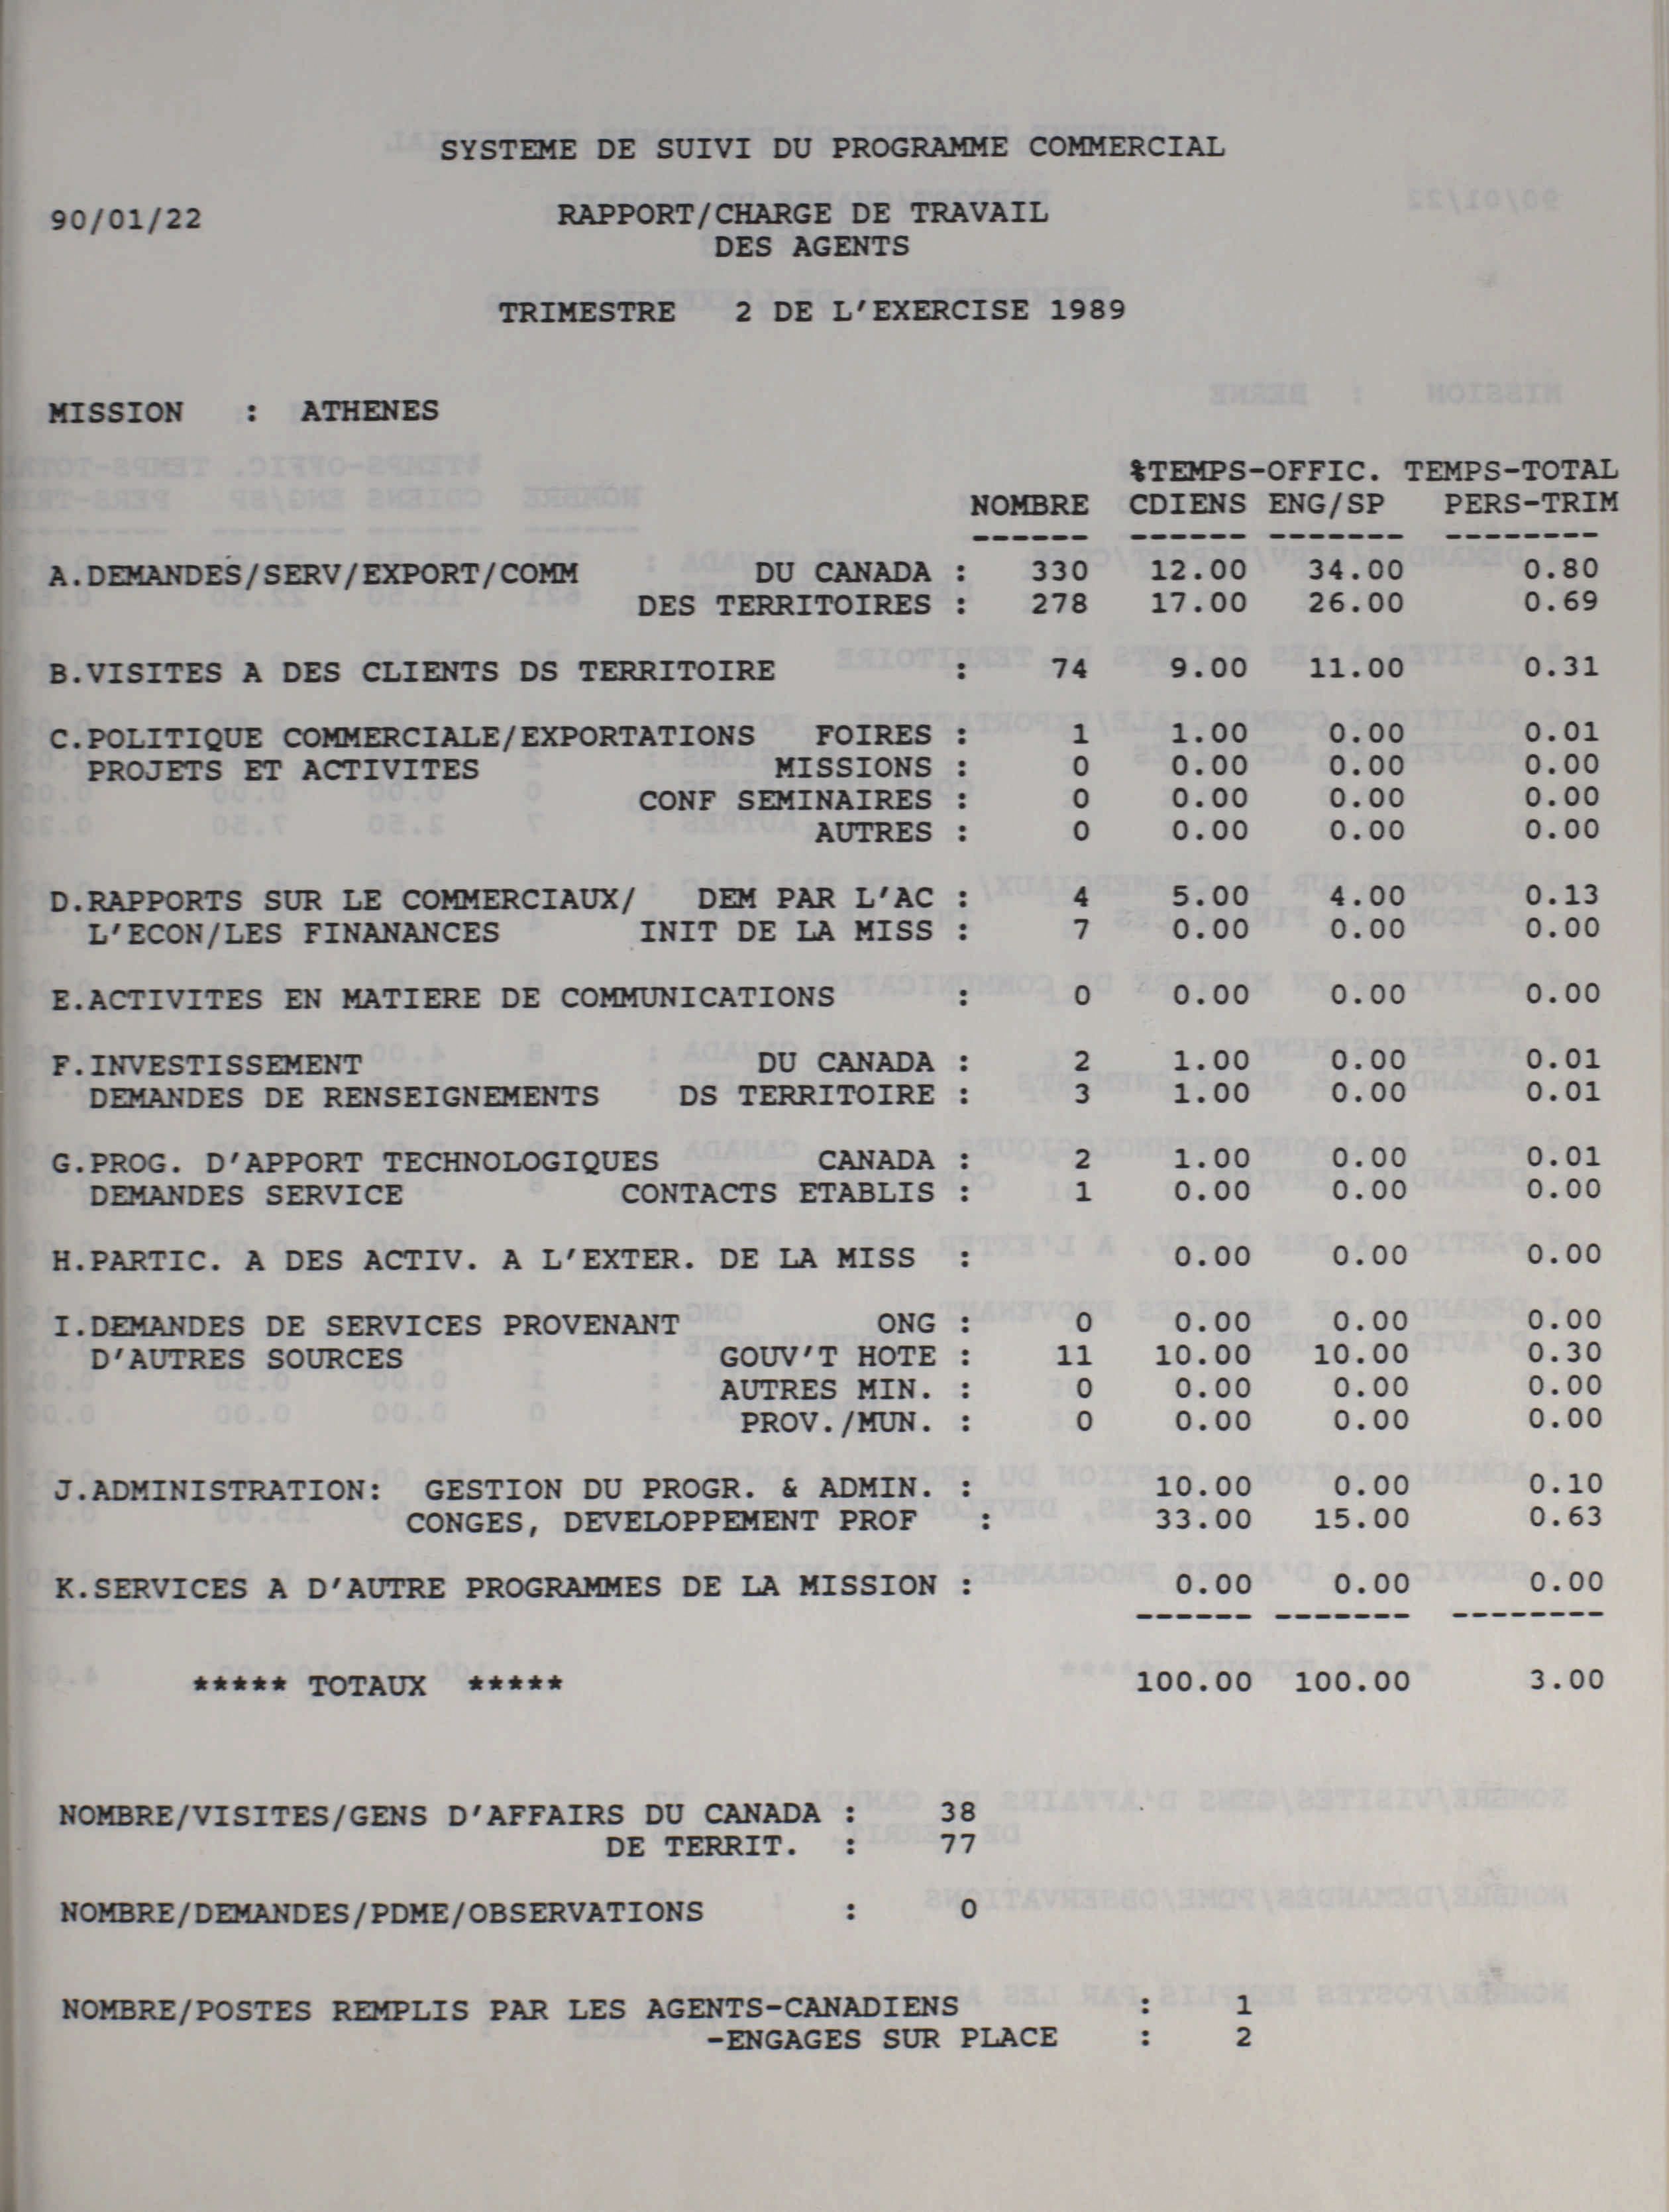 SYSTEME DE SUIVI DU PROGRAMME COMMERCIAL
90/01/22 RAPPORT/CHARGE DE TRAVAIL
DES AGENTS
TRIMESTRE 2 DE L'EXERCISE 1989
MISSION : ATHENES
%TEMPS-OFFIC. TEMPS-TOTAL
NOMBRE CDIENS ENG/SP PERS-TRIM
------ ------ ------- --------
A.DEMANDES/SERV/EXPORT/COMM DU CANADA : 330 12.00 34.00 0.80
DES TERRITOIRES : 278 17.00 26.00 0.69
B.VISITES A DES CLIENTS DS TERRITOIRE : 74 9.00 11.00 0.31
C.POLITIQUE COMMERCIALE/EXPORTATIONS FOIRES : 1 1.00 0.00 0.01
PROJETS ET ACTIVITES MISSIONS : 0 0.00 0.00 0.00
CONF SEMINAIRES : 0 0.00 0.00 0.00
AUTRES : 0 0.00 0.00 0.00
D.RAPPORTS SUR LE COMMERCIAUX/ DEM PAR L'AC : 4 5.00 4.00 0.13
L'ECON/LES FINANANCES INIT DE LA MISS : 7 0.00 0.00 0.00
E.ACTIVITES EN MATIERE DE COMMUNICATIONS : 0 0.00 0.00 0.00
F.INVESTISSEMENT DU CANADA : 2 1.00 0.00 0.01
DEMANDES DE RENSEIGNEMENTS DS TERRITOIRE : 3 1.00 0.00 0.01
G.PROG. D'APPORT TECHNOLOGIQUES CANADA : 2 1.00 0.00 0.01
DEMANDES SERVICE CONTACTS ETABLIS : 1 0.00 0.00 0.00
H.PARTIC. A DES ACTIV. A L'EXTER. DE LA MISS : 0.00 0.00 0.00
I.DEMANDES DE SERVICES PROVENANT ONG : 0 0.00 0.00 0.00
D'AUTRES SOURCES GOUV'T HOTE : 11 10.00 10.00 0.30
AUTRES MIN. : 0 0.00 0.00 0.00
PROV./MUN. : 0 0.00 0.00 0.00
J.ADMINISTRATION: GESTION DU PROGR. & ADMIN. : 10.00 0.00 0.10
CONGES, DEVELOPPEMENT PROF : 33.00 15.00 0.63
K.SERVICES A D'AUTRE PROGRAMMES DE LA MISSION : 0.00 0.00 0.00
------ ------- --------
***** TOTAUX ***** 100.00 100.00 3.00
NOMBRE/VISITES/GENS D'AFFAIRS DU CANADA : 38
DE TERRIT. : 77
NOMBRE/DEMANDES/PDME/OBSERVATIONS : 0
NOMBRE/POSTES REMPLIS PAR LES AGENTS-CANADIENS : 1
-ENGAGES SUR PLACE : 2